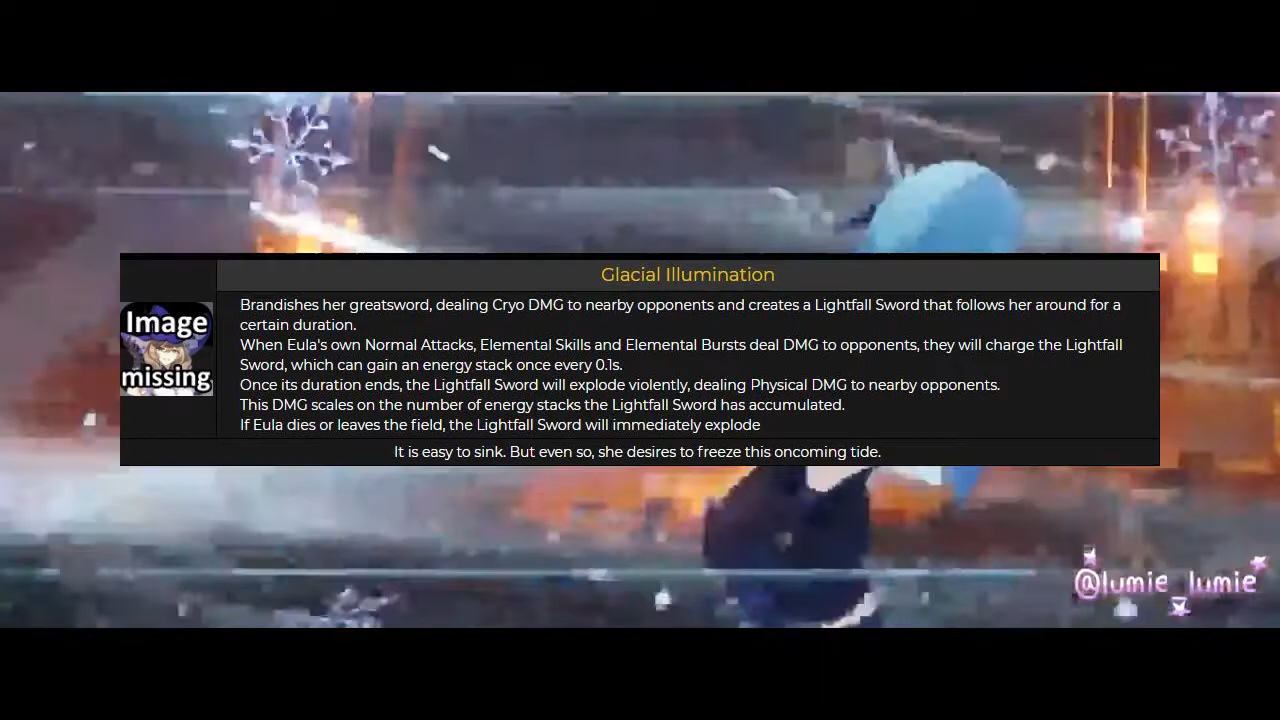 Glacial Illumination
Image
missing
Brandishes her greatsword, dealing Cryo DMG to nearby opponents and creates a Lightfall Sword that follows her around for a
certain duration.
When Eula's own Normal Attacks, Elemental Skills and Elemental Bursts deal DMG to opponents, they will charge the Lightfall
Sword, which can gain an energy stack once every 0.1s.
Once its duration ends, the Lightfall Sword will explode violently, dealing Physical DMG to nearby opponents.
This DMG scales on the number of energy stacks the Lightfall Sword has accumulated.
If Eula dies or leaves the field, the Lightfall Sword will immediately explode
It is easy to sink. But even so, she desires to freeze this oncoming tide.
@lumie_lumie